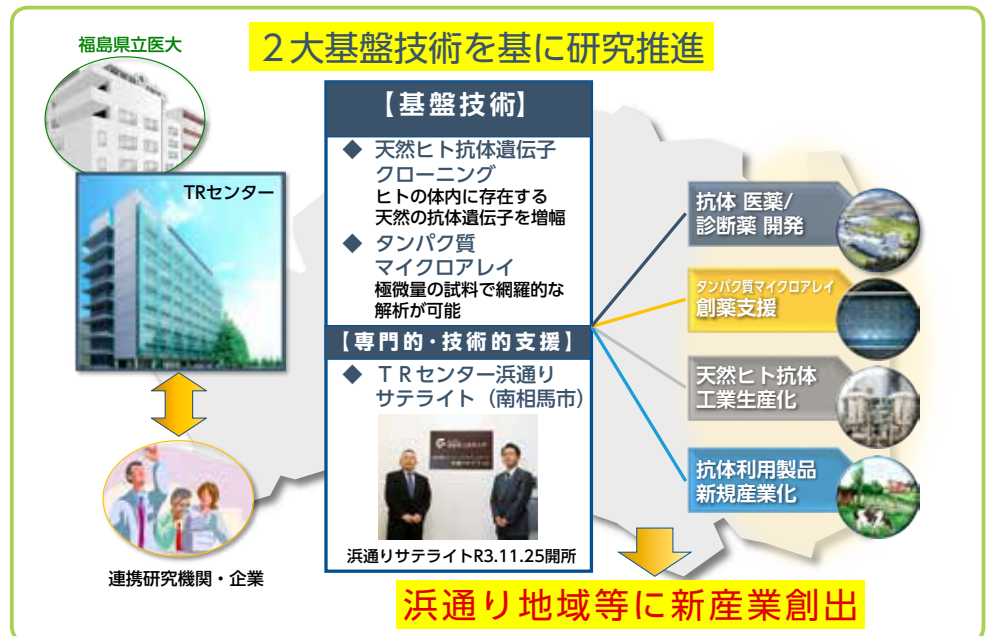 ２大基盤技術を基に研究推進
福島県立医大
TRセンター
連携研究機関・企業
【基盤技術】
◆ 天然ヒト抗体遺伝子
クローニング
ヒトの体内に存在する
天然の抗体遺伝子を増幅
◆ タンパク質
マイクロアレイ
極微量の試料で網羅的な
解析が可能
【専門的・技術的支援】
◆ ＴＲセンター浜通り
サテライト（南相馬市）
浜通りサテライトR3.11.25開所
抗体 医薬/
診断薬 開発
タンパク質マイクロアレイ
創薬支援
天然ヒト抗体
工業生産化
抗体利用製品
新規産業化
浜通り地域等に新産業創出